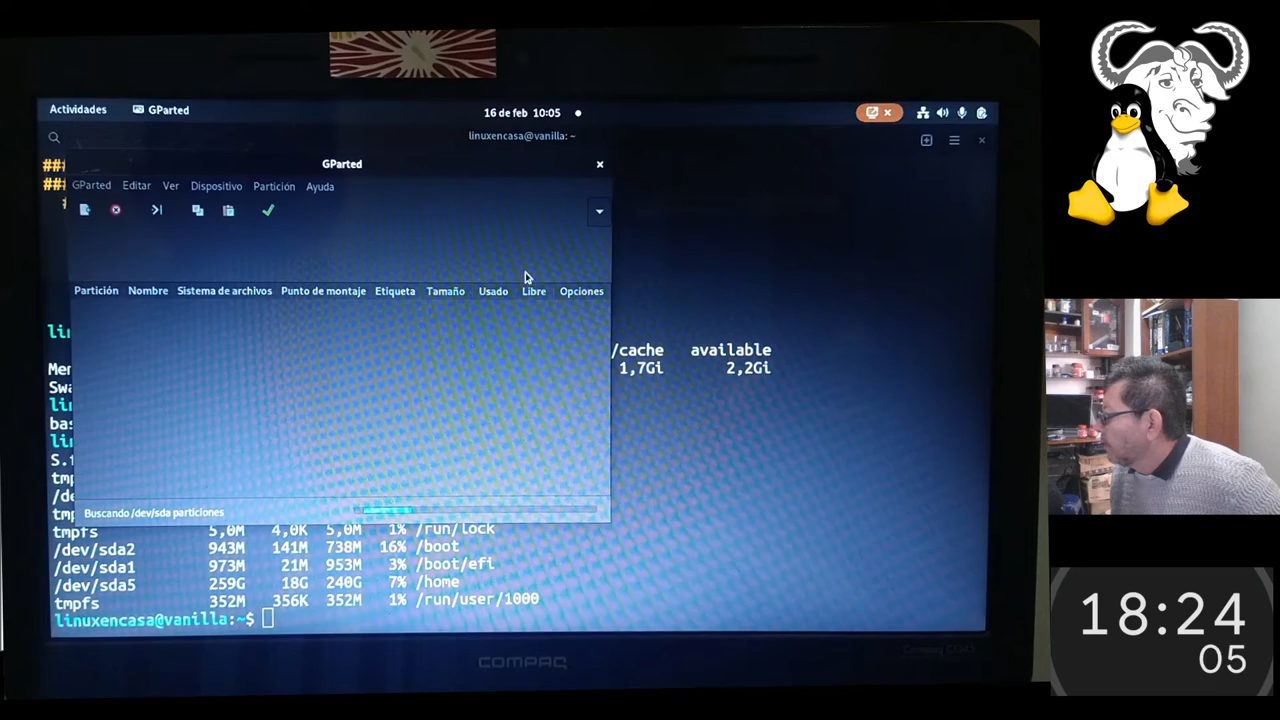 Actividades GParted 16 de feb 10:05
linuxencasa@vanilla: ~
GParted
GParted Editar Ver Dispositivo Partición Ayuda
Partición Nombre Sistema de archivos Punto de montaje Etiqueta Tamaño Usado Libre Opciones
/cache available
1,7Gi 2,2Gi
Buscando /dev/sda particiones
tmpfs 5,0M 4,0K 5,0M 1% /run/lock
/dev/sda2 943M 141M 738M 16% /boot
/dev/sda1 973M 21M 953M 3% /boot/efi
/dev/sda5 259G 18G 240G 7% /home
tmpfs 352M 356K 352M 1% /run/user/1000
linuxencasa@vanilla:~$
COMPAQ
18:24
05